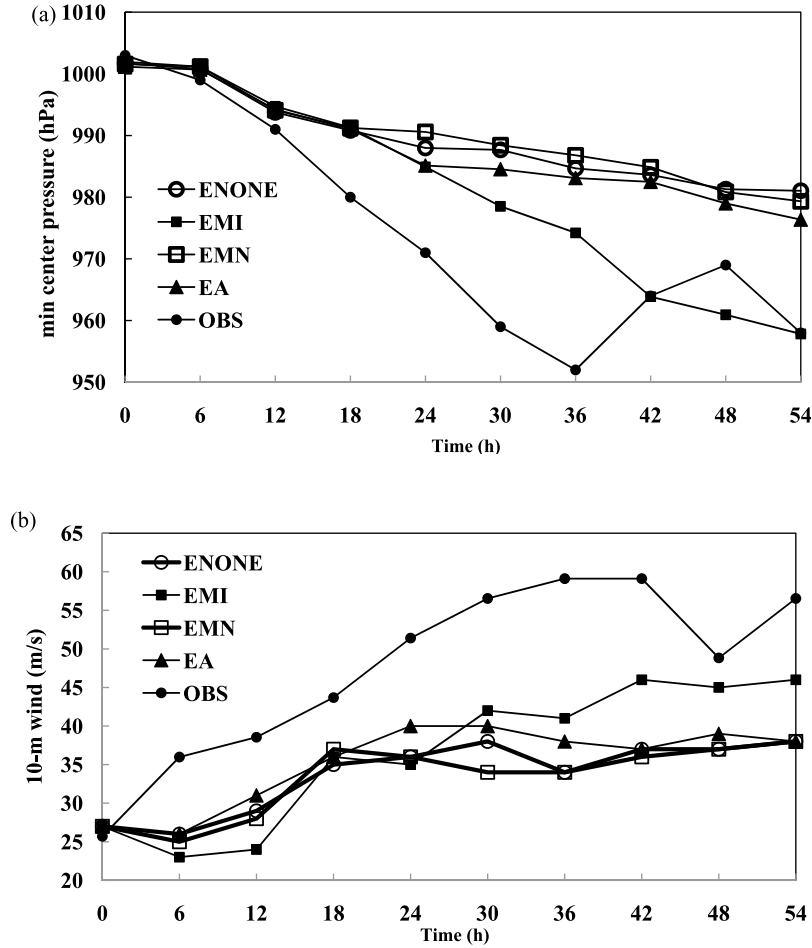 (a)
1010
1000
990
980
970
960
950
min center pressure (hPa)
ENONE
EMI
EMN
EA
OBS
0 6 12 18 24 30 36 42 48 54
Time (h)
(b)
65
60
55
50
45
40
35
30
25
20
10-m wind (m/s)
ENONE
EMI
EMN
EA
OBS
0 6 12 18 24 30 36 42 48 54
Time (h)